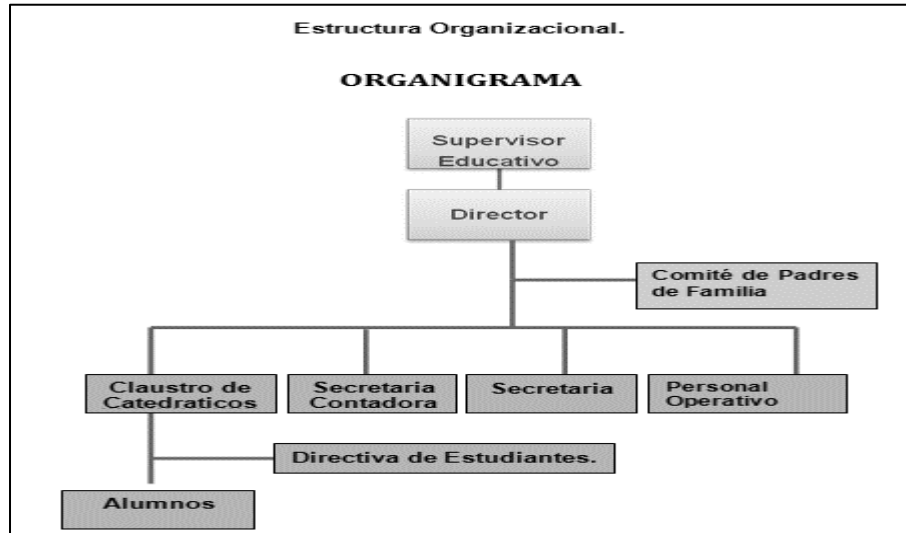 Estructura Organizacional.
ORGANIGRAMA
Supervisor
Educativo
Director
Comité de Padres
de Familia
Claustro de
Catedraticos
Secretaria
Contadora
Secretaria
Personal
Operativo
Directiva de Estudiantes.
Alumnos